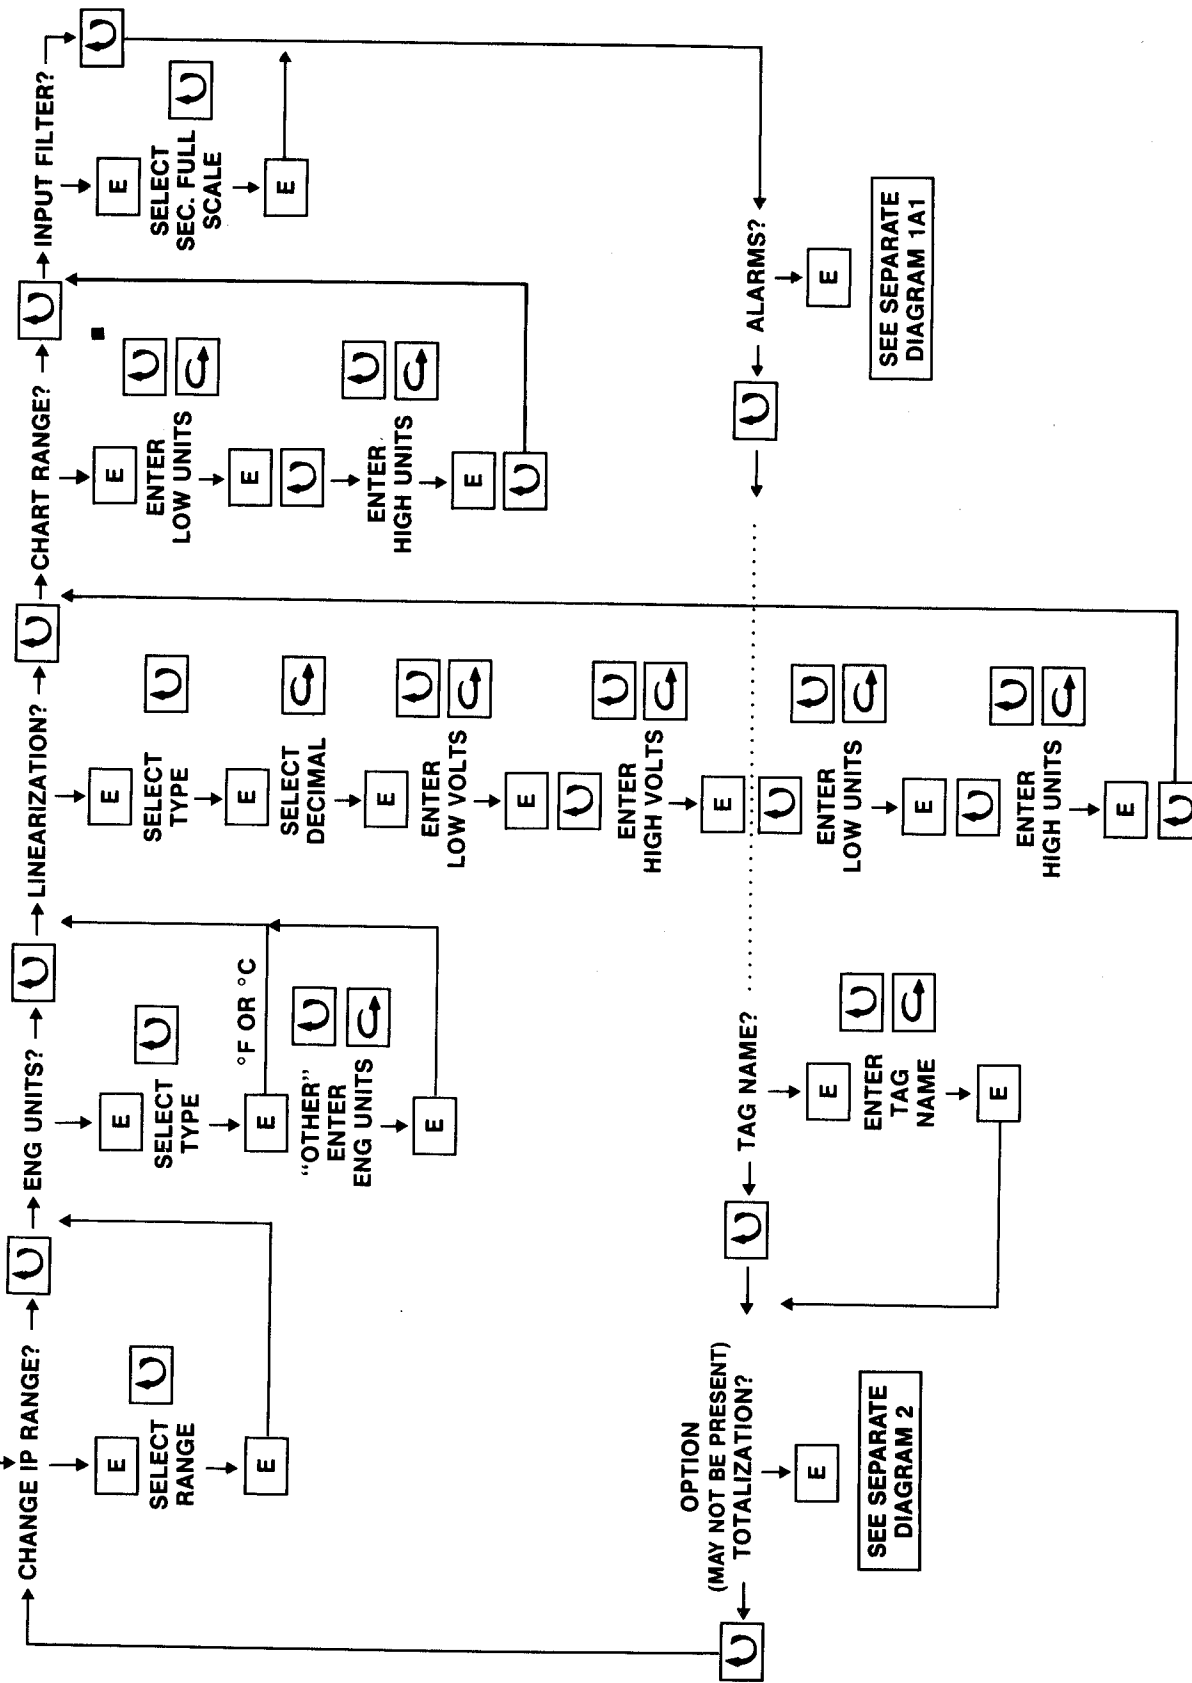 CHANGE IP RANGE?
E
SELECT
RANGE
E
ENG UNITS?
E
SELECT
TYPE
E
°F OR °C
"OTHER"
ENTER
ENG UNITS
E
LINEARIZATION?
E
SELECT
TYPE
E
SELECT
DECIMAL
E
ENTER
LOW VOLTS
E
ENTER
HIGH VOLTS
E
ENTER
LOW UNITS
E
ENTER
HIGH UNITS
E
CHART RANGE?
E
ENTER
LOW UNITS
E
ENTER
HIGH UNITS
E
INPUT FILTER?
E
SELECT
SEC. FULL
SCALE
E
ALARMS?
E
SEE SEPARATE
DIAGRAM 1A1
TAG NAME?
E
ENTER
TAG
NAME
E
OPTION
(MAY NOT BE PRESENT)
TOTALIZATION?
E
SEE SEPARATE
DIAGRAM 2